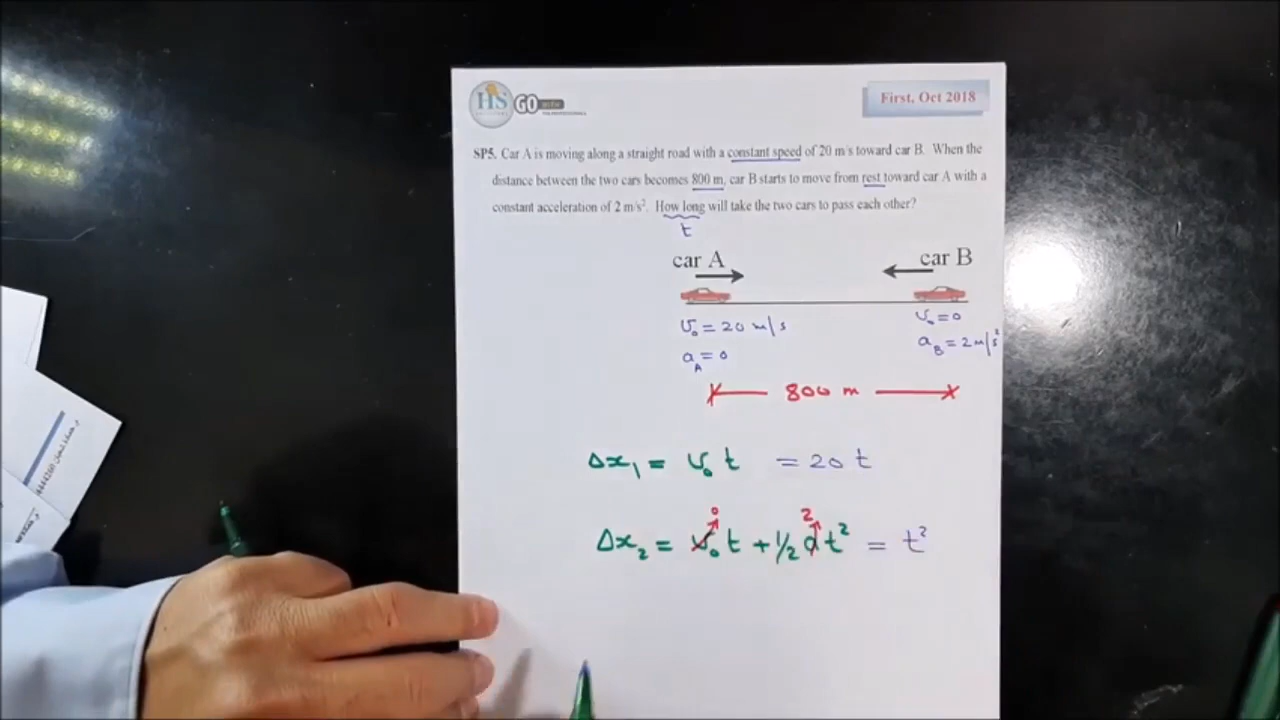 HS GO
First, Oct 2018
SP5. Car A is moving along a straight road with a constant speed of 20 m/s toward car B. When the
distance between the two cars becomes 800 m, car B starts to move from rest toward car A with a
constant acceleration of 2 m/s². How long will take the two cars to pass each other?
t
car A
car B
v₀ = 20 m/s
v₀ = 0
a_A = 0
a_B = 2 m/s²
800 m
Δx₁ = v₀ t = 20 t
0 2
Δx₂ = v₀ t + 1/2 a t² = t²